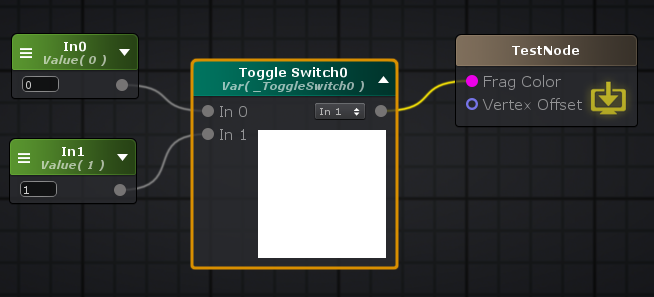 In0
Value( 0 )
0
In1
Value( 1 )
1
Toggle Switch0
Var( _ToggleSwitch0 )
In 0
In 1
In 1
TestNode
Frag Color
Vertex Offset